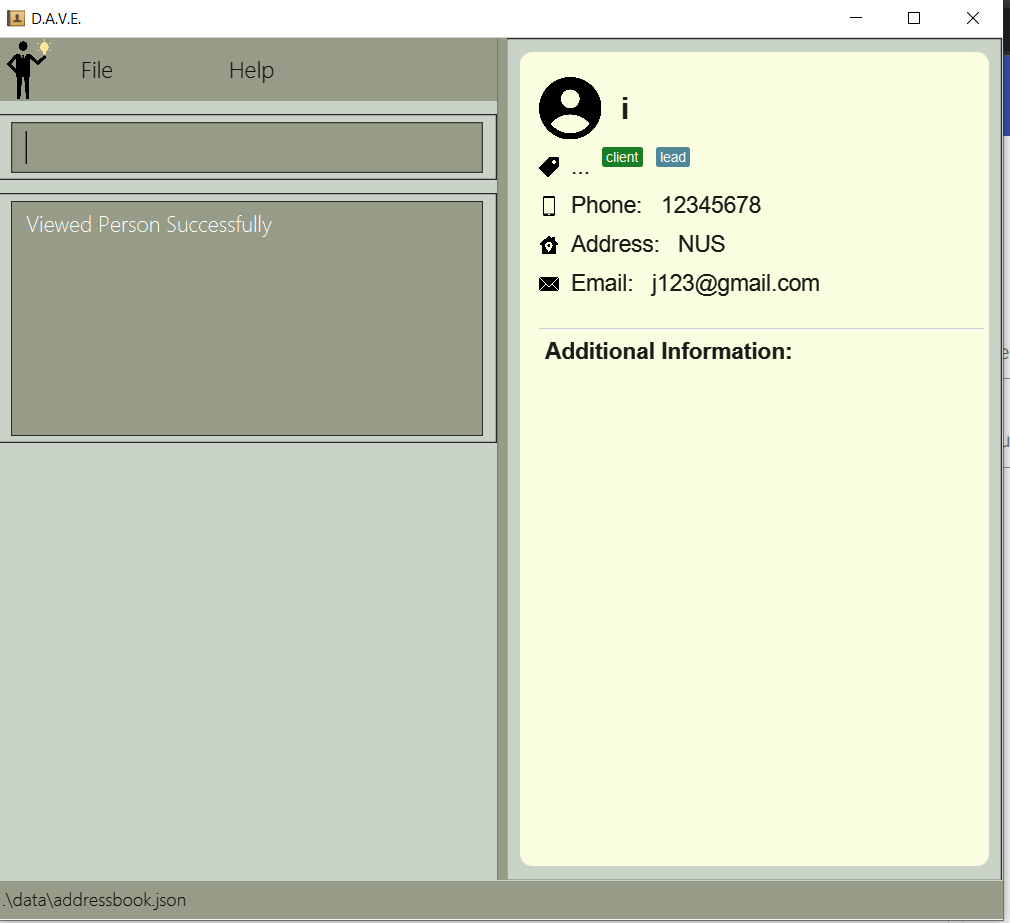 D.A.V.E.
File Help
Viewed Person Successfully
i
... client lead
Phone: 12345678
Address: NUS
Email: j123@gmail.com
Additional Information:
.\data\addressbook.json